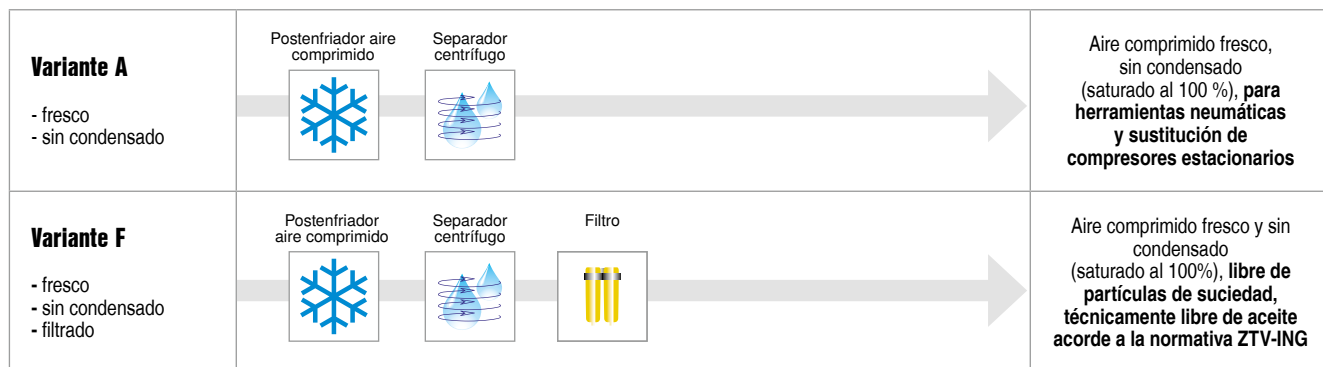 Variante A
- fresco
- sin condensado
Postenfriador aire
comprimido
Separador
centrífugo
Aire comprimido fresco,
sin condensado
(saturado al 100 %), para
herramientas neumáticas
y sustitución de
compresores estacionarios
Variante F
- fresco
- sin condensado
- filtrado
Postenfriador
aire comprimido
Separador
centrífugo
Filtro
Aire comprimido fresco y sin
condensado
(saturado al 100%), libre de
partículas de suciedad,
técnicamente libre de aceite
acorde a la normativa ZTV-ING